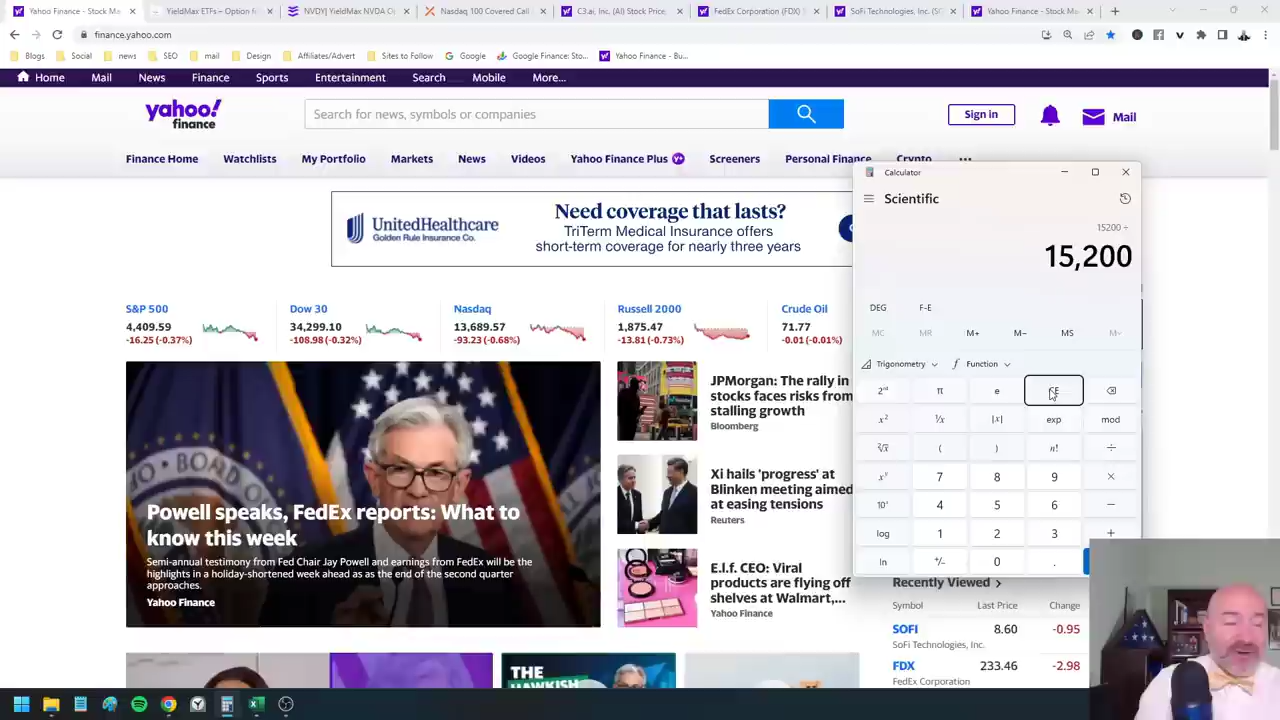 Yahoo Finance - Stock Ma
YieldMax ETFs – Option f
NVDY| YieldMax NVDA O
Nasdaq 100 Covered Call
C3.ai, Inc. (AI) Stock Price,
FedEx Corporation (FDX) S
SoFi Technologies, Inc. (SO
Yahoo Finance - Stock Ma
finance.yahoo.com
Blogs
Social
news
SEO
mail
Design
Affiliates/Advert
Sites to Follow
Google
Google Finance: Sto...
Yahoo Finance - Bu...
Home
Mail
News
Finance
Sports
Entertainment
Search
Mobile
More...
yahoo!
finance
Search for news, symbols or companies
Sign in
Mail
Finance Home
Watchlists
My Portfolio
Markets
News
Videos
Yahoo Finance Plus Y+
Screeners
Personal Finance
Crypto
...
UnitedHealthcare
Golden Rule Insurance Co.
Need coverage that lasts?
TriTerm Medical Insurance offers
short-term coverage for nearly three years
S&P 500
4,409.59
-16.25 (-0.37%)
Dow 30
34,299.10
-108.98 (-0.32%)
Nasdaq
13,689.57
-93.23 (-0.68%)
Russell 2000
1,875.47
-13.81 (-0.73%)
Crude Oil
71.77
-0.01 (-0.01%)
Powell speaks, FedEx reports: What to
know this week
Semi-annual testimony from Fed Chair Jay Powell and earnings from FedEx will be the
highlights in a holiday-shortened week ahead as as the end of the second quarter
approaches.
Yahoo Finance
JPMorgan: The rally in
stocks faces risks from
stalling growth
Bloomberg
Xi hails 'progress' at
Blinken meeting aimed
at easing tensions
Reuters
E.l.f. CEO: Viral
products are flying off
shelves at Walmart,...
Yahoo Finance
THE
Calculator
Scientific
15200 ÷
15,200
DEG
F-E
MC
MR
M+
M−
MS
M˅
Trigonometry
Function
2ⁿᵈ
π
e
CE
x²
¹/x
|x|
exp
mod
²√x
(
)
n!
÷
xʸ
7
8
9
×
10ˣ
4
5
6
−
log
1
2
3
+
ln
+/−
0
.
Recently Viewed
Symbol
Last Price
Change
SOFI
8.60
-0.95
SoFi Technologies, Inc.
FDX
233.46
-2.98
FedEx Corporation